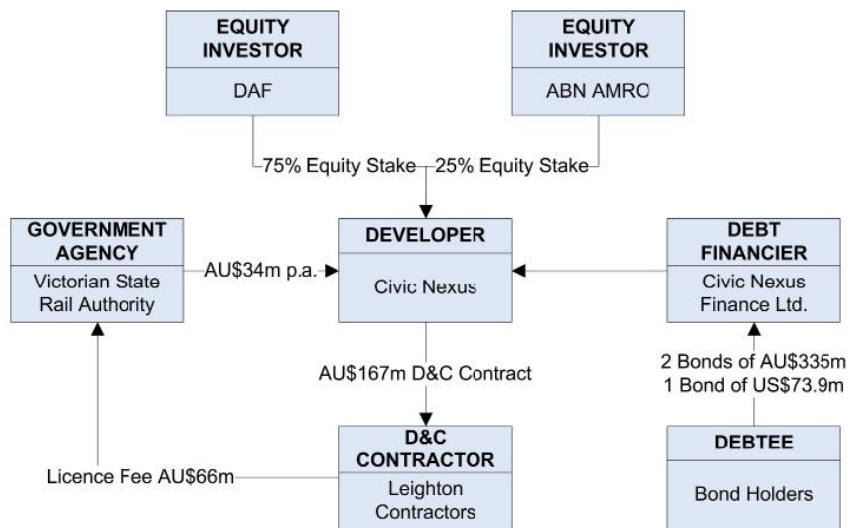 EQUITY
INVESTOR
DAF
EQUITY
INVESTOR
ABN AMRO
75% Equity Stake
25% Equity Stake
GOVERNMENT
AGENCY
Victorian State
Rail Authority
AU$34m p.a.
DEVELOPER
Civic Nexus
DEBT
FINANCIER
Civic Nexus
Finance Ltd.
AU$167m D&C Contract
2 Bonds of AU$335m
1 Bond of US$73.9m
Licence Fee AU$66m
D&C
CONTRACTOR
Leighton
Contractors
DEBTEE
Bond Holders